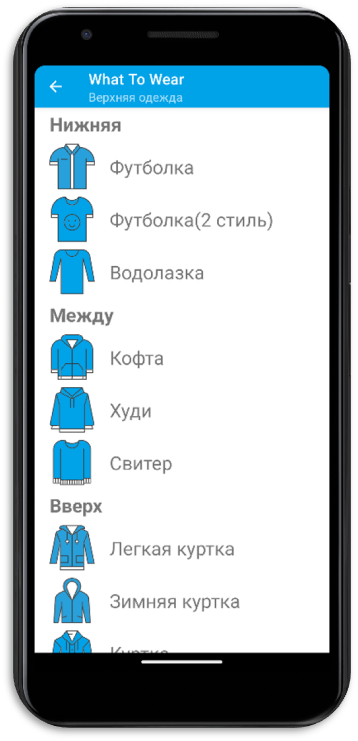 What To Wear
Верхняя одежда
Нижняя
Футболка
Футболка(2 стиль)
Водолазка
Между
Кофта
Худи
Свитер
Вверх
Легкая куртка
Зимняя куртка
Куртка